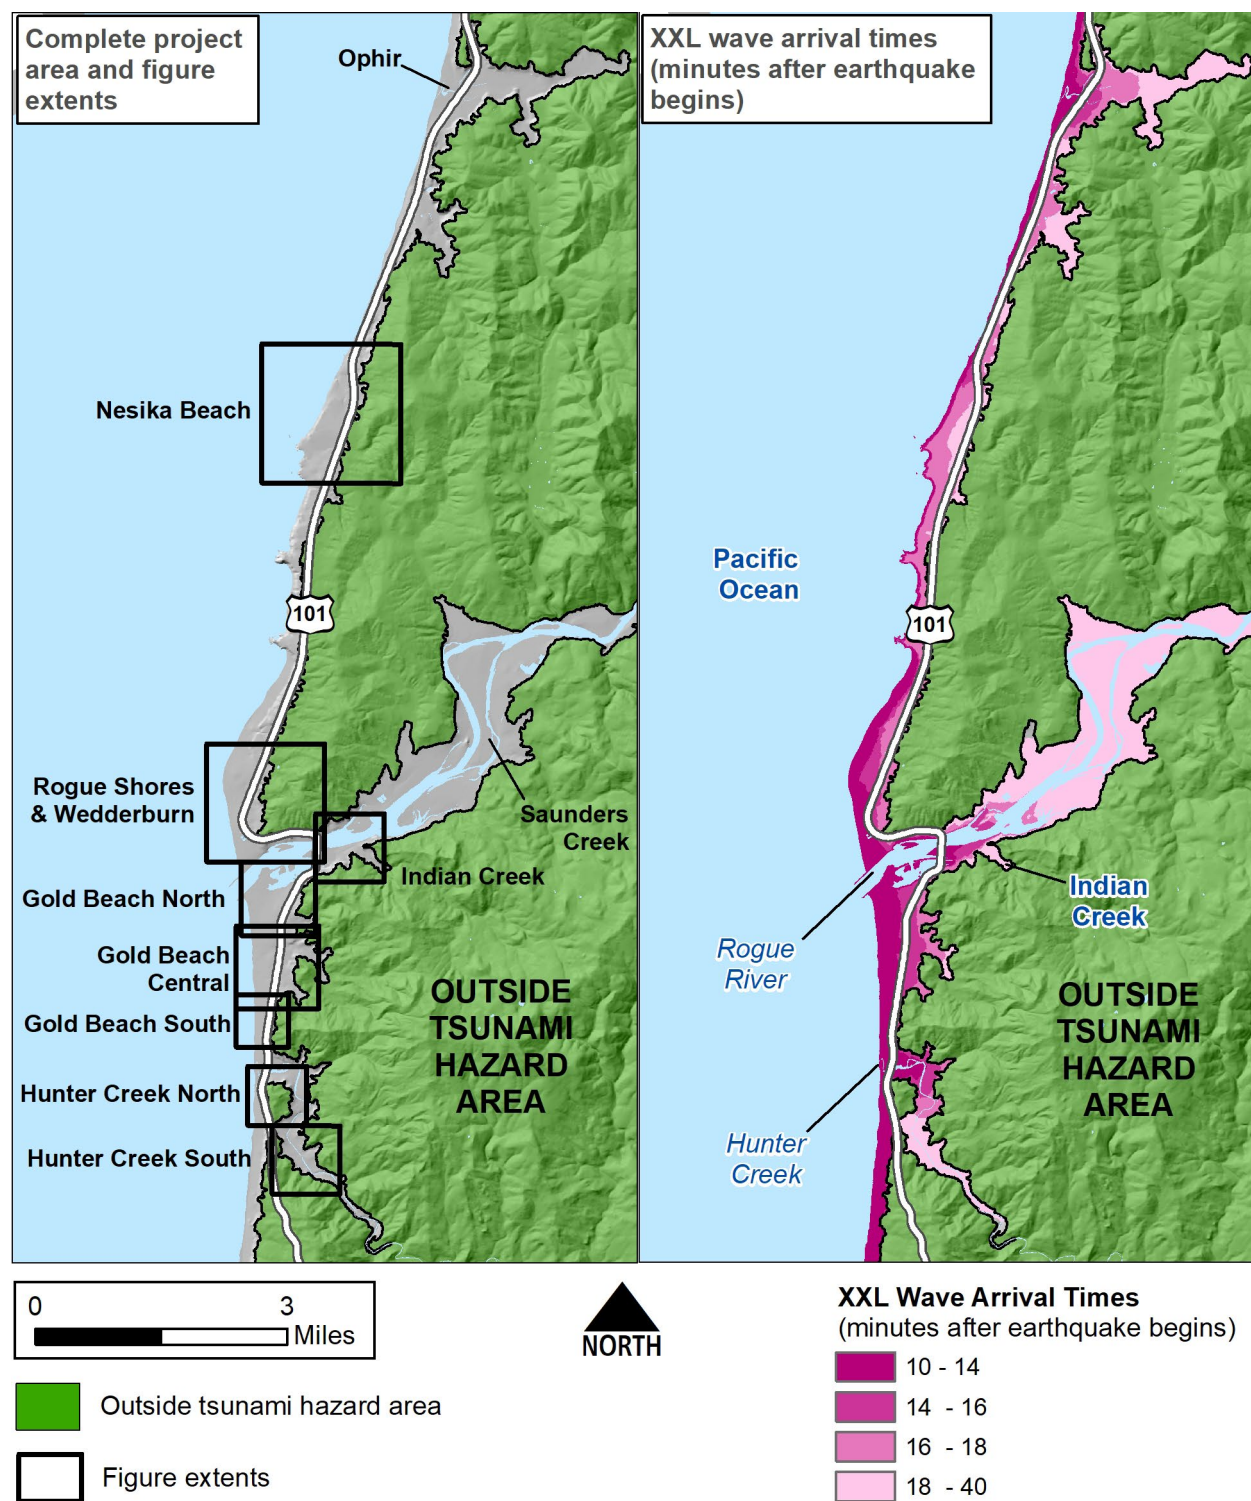 Complete project
area and figure
extents
Ophir
Nesika Beach
101
Rogue Shores
& Wedderburn
Saunders
Creek
Indian Creek
Gold Beach North
Gold Beach
Central
Gold Beach South
OUTSIDE
TSUNAMI
HAZARD
AREA
Hunter Creek North
Hunter Creek South
XXL wave arrival times
(minutes after earthquake
begins)
Pacific
Ocean
101
Indian
Creek
Rogue
River
OUTSIDE
TSUNAMI
HAZARD
AREA
Hunter
Creek
0 3
Miles
NORTH
Outside tsunami hazard area
Figure extents
XXL Wave Arrival Times
(minutes after earthquake begins)
10 - 14
14 - 16
16 - 18
18 - 40